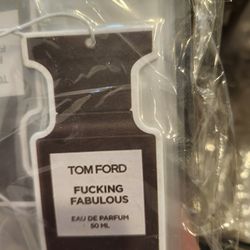 TOM FORD
FUCKING
FABULOUS
EAU DE PARFUM
50 ML